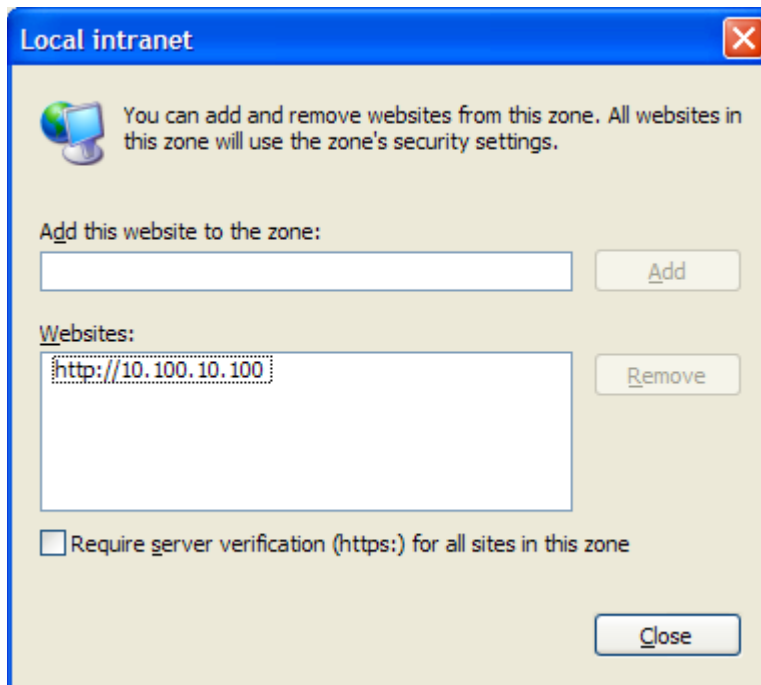 Local intranet
You can add and remove websites from this zone. All websites in
this zone will use the zone's security settings.
Add this website to the zone:
Add
Websites:
http://10.100.10.100
Remove
Require server verification (https:) for all sites in this zone
Close